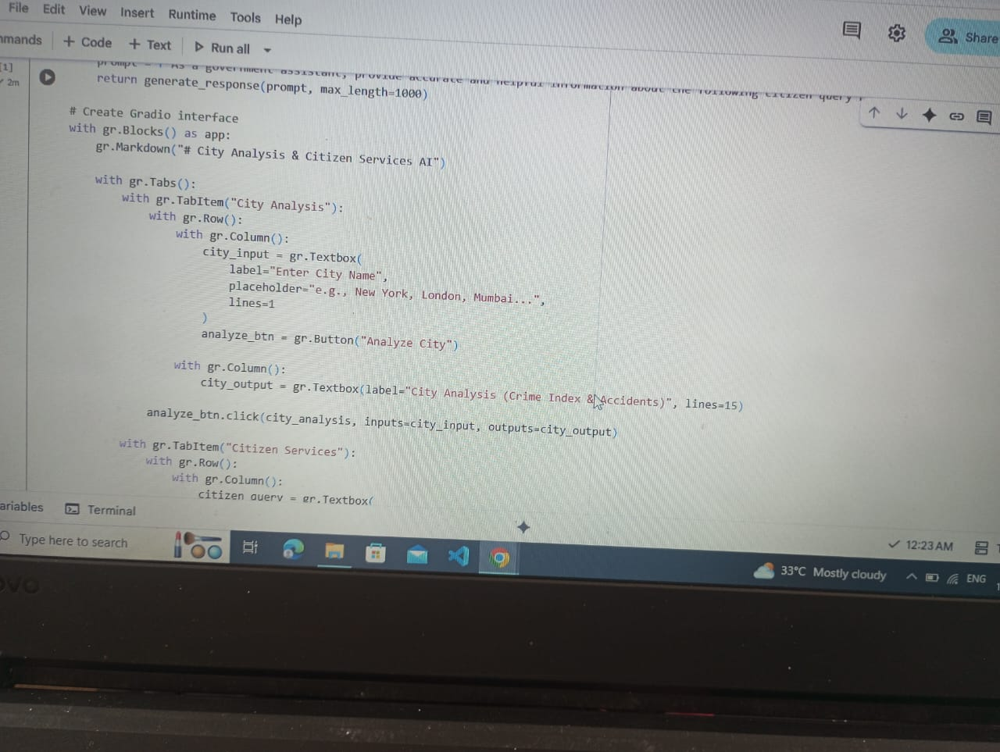 File Edit View Insert Runtime Tools Help
mmands + Code + Text Run all
Share
[1]
2m
prompt = f"As a government assistant, provide accurate and helpful information about the following citizen query
return generate_response(prompt, max_length=1000)
# Create Gradio interface
with gr.Blocks() as app:
gr.Markdown("# City Analysis & Citizen Services AI")
with gr.Tabs():
with gr.TabItem("City Analysis"):
with gr.Row():
with gr.Column():
city_input = gr.Textbox(
label="Enter City Name",
placeholder="e.g., New York, London, Mumbai...",
lines=1
)
analyze_btn = gr.Button("Analyze City")
with gr.Column():
city_output = gr.Textbox(label="City Analysis (Crime Index & Accidents)", lines=15)
analyze_btn.click(city_analysis, inputs=city_input, outputs=city_output)
with gr.TabItem("Citizen Services"):
with gr.Row():
with gr.Column():
citizen_query = gr.Textbox(
ariables Terminal
12:23 AM
Type here to search
33°C Mostly cloudy
ENG
ovo